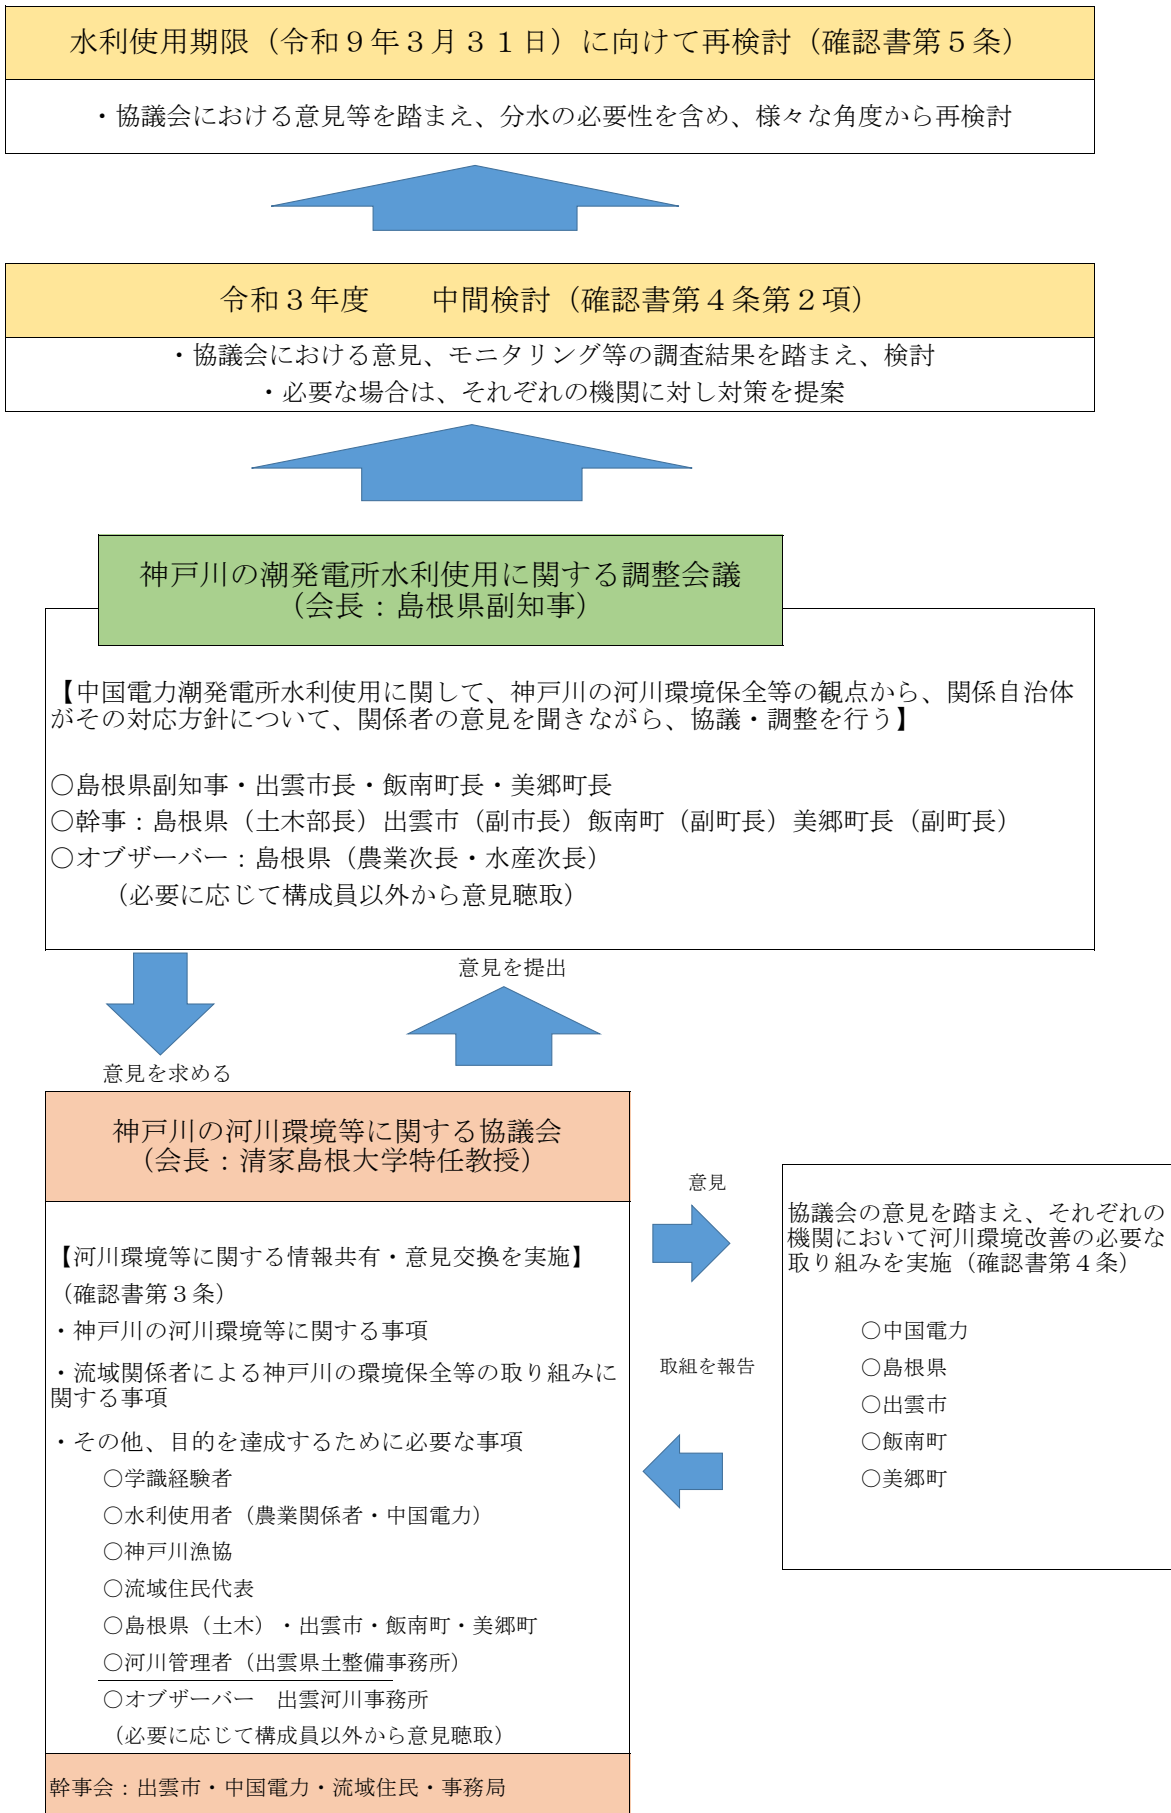 水利使用期限（令和９年３月３１日）に向けて再検討（確認書第５条）
・協議会における意見等を踏まえ、分水の必要性を含め、様々な角度から再検討
令和３年度　　中間検討（確認書第４条第２項）
・協議会における意見、モニタリング等の調査結果を踏まえ、検討
・必要な場合は、それぞれの機関に対し対策を提案
神戸川の潮発電所水利使用に関する調整会議
（会長：島根県副知事）
【中国電力潮発電所水利使用に関して、神戸川の河川環境保全等の観点から、関係自治体
がその対応方針について、関係者の意見を聞きながら、協議・調整を行う】
○島根県副知事・出雲市長・飯南町長・美郷町長
○幹事：島根県（土木部長）出雲市（副市長）飯南町（副町長）美郷町長（副町長）
○オブザーバー：島根県（農業次長・水産次長）
（必要に応じて構成員以外から意見聴取）
意見を提出
意見を求める
神戸川の河川環境等に関する協議会
（会長：清家島根大学特任教授）
【河川環境等に関する情報共有・意見交換を実施】
（確認書第３条）
・神戸川の河川環境等に関する事項
・流域関係者による神戸川の環境保全等の取り組みに
関する事項
・その他、目的を達成するために必要な事項
○学識経験者
○水利使用者（農業関係者・中国電力）
○神戸川漁協
○流域住民代表
○島根県（土木）・出雲市・飯南町・美郷町
○河川管理者（出雲県土整備事務所）
○オブザーバー　出雲河川事務所
（必要に応じて構成員以外から意見聴取）
幹事会：出雲市・中国電力・流域住民・事務局
意見
取組を報告
協議会の意見を踏まえ、それぞれの
機関において河川環境改善の必要な
取り組みを実施（確認書第４条）
○中国電力
○島根県
○出雲市
○飯南町
○美郷町